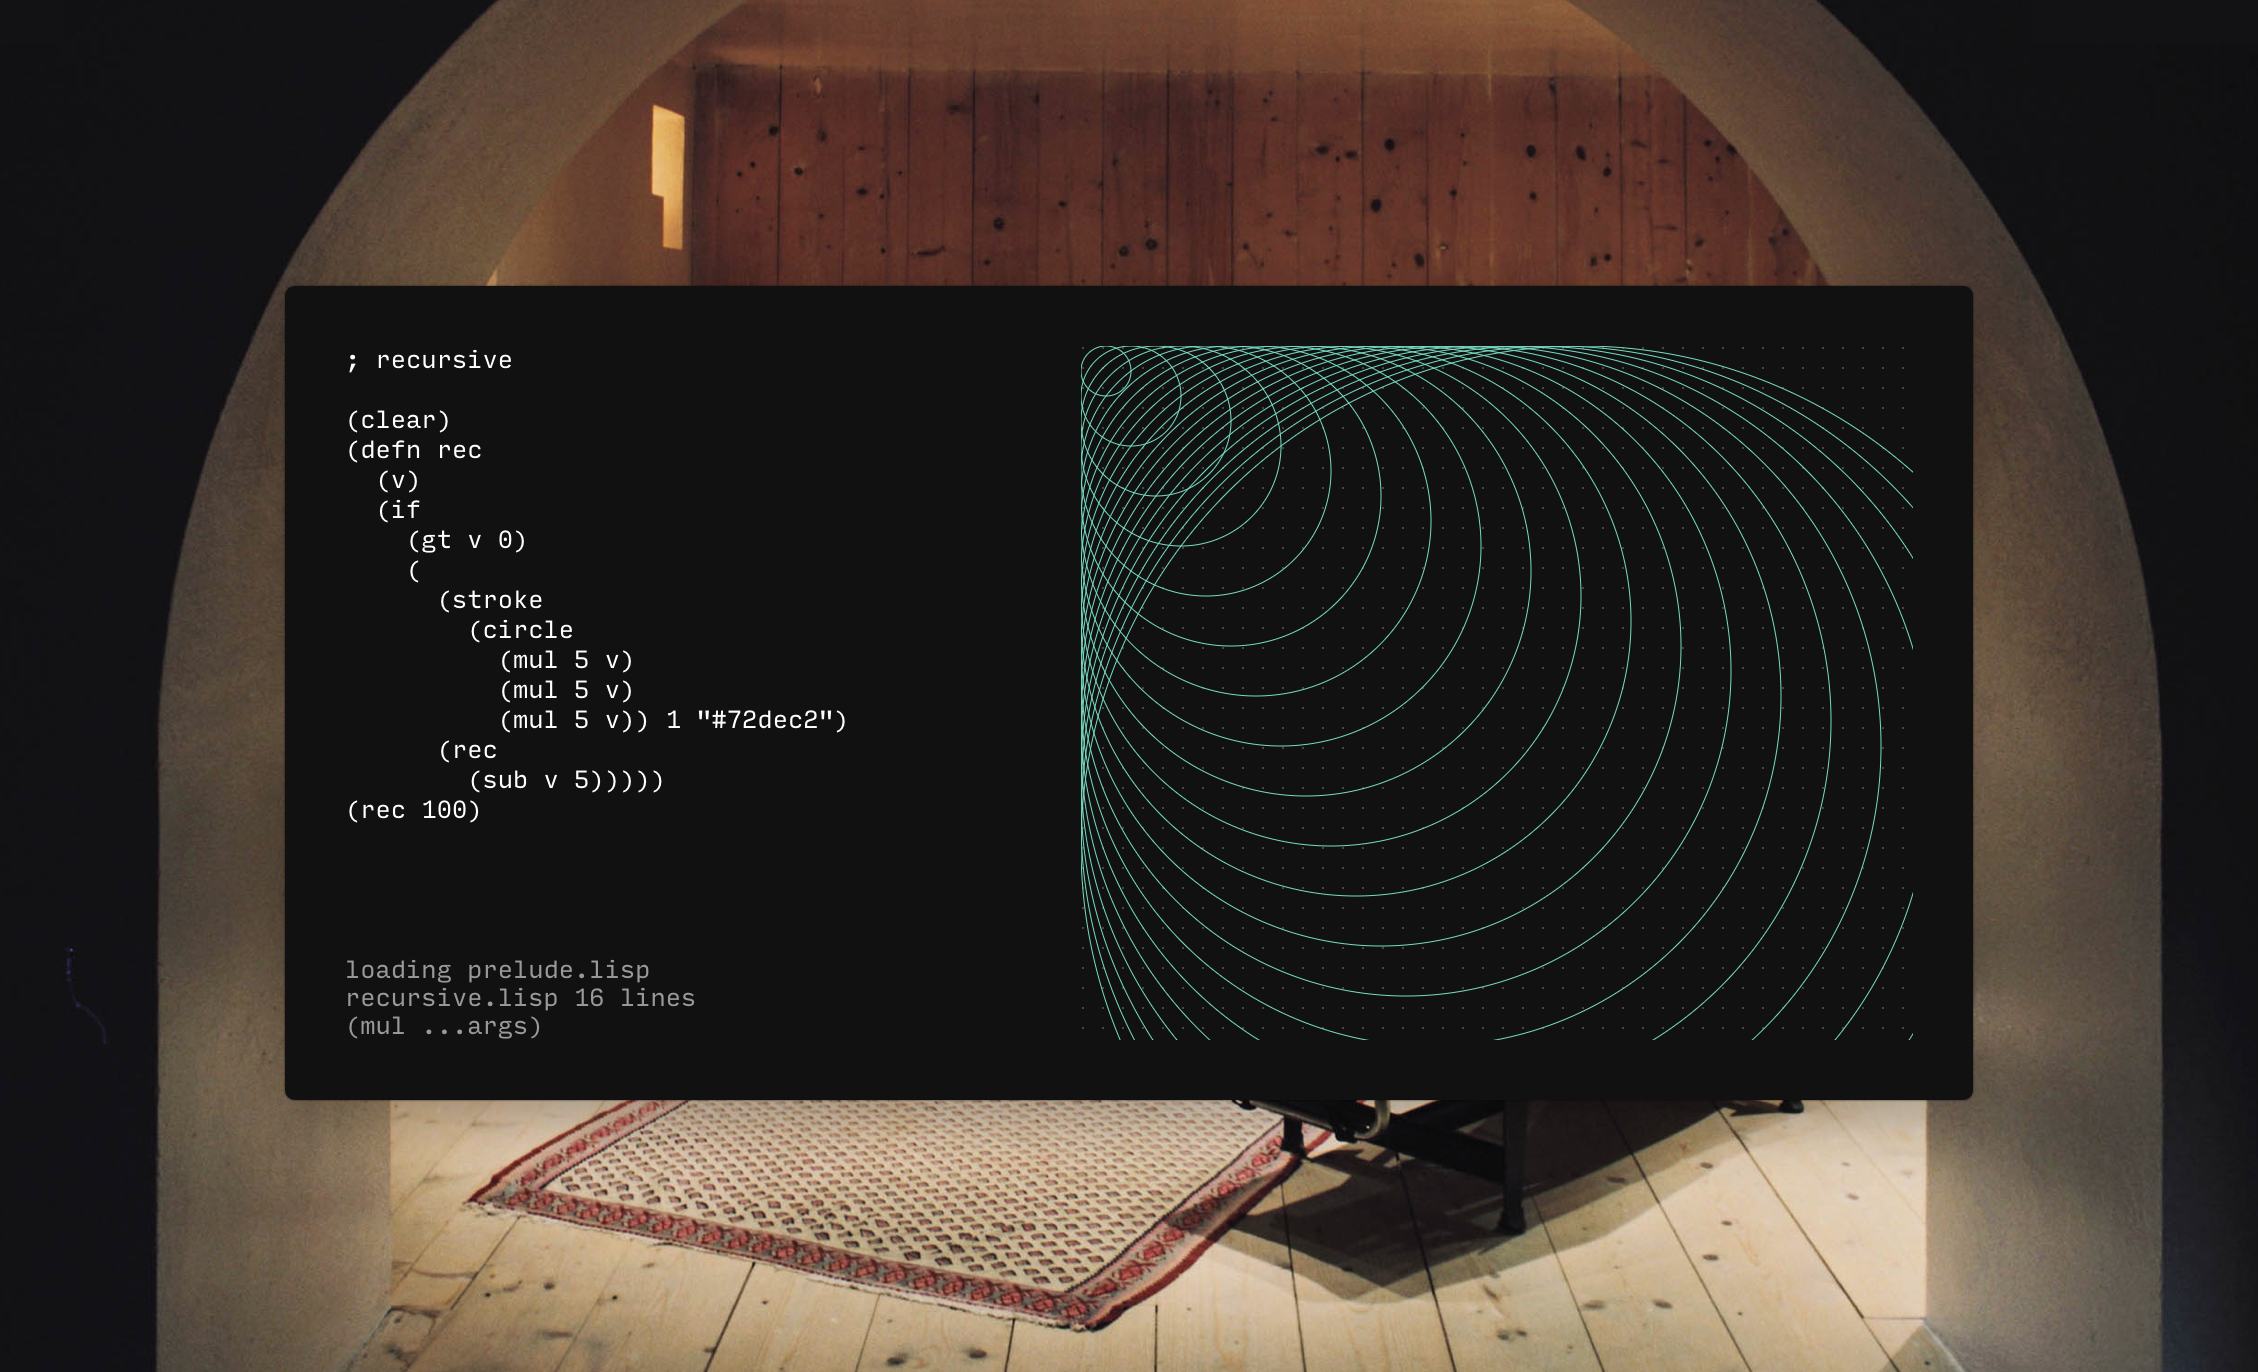 ; recursive
(clear)
(defn rec
  (v)
  (if
    (gt v 0)
    (
      (stroke
        (circle
          (mul 5 v)
          (mul 5 v)
          (mul 5 v)) 1 "#72dec2")
      (rec
        (sub v 5)))))
(rec 100)
loading prelude.lisp
recursive.lisp 16 lines
(mul ...args)